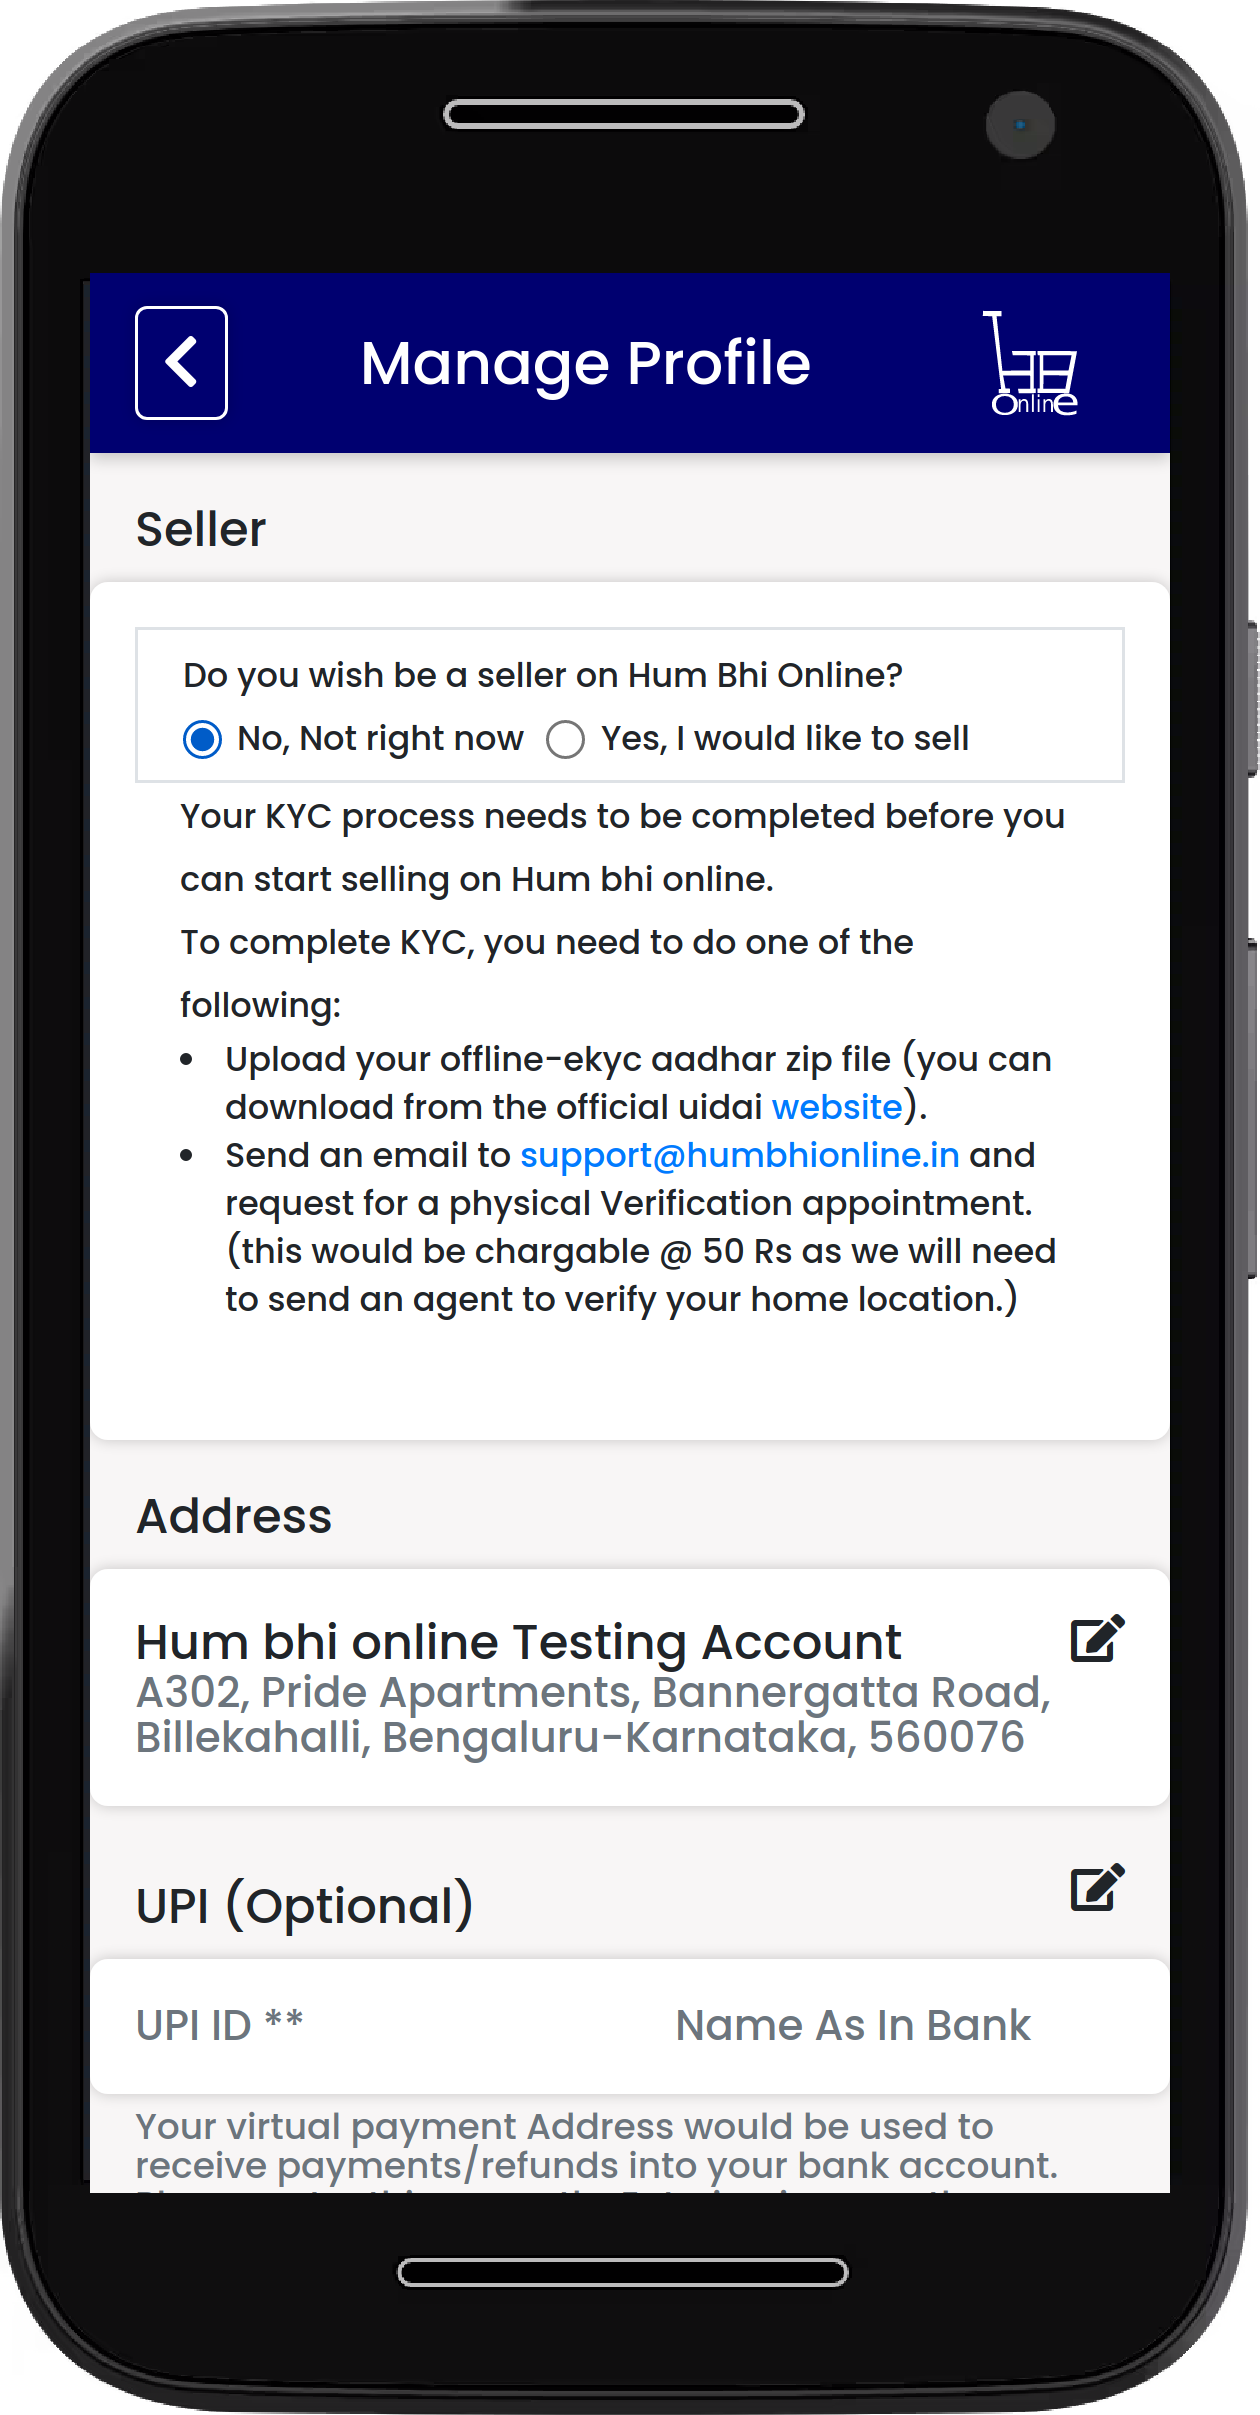 Manage Profile
OnlinE
Seller
Do you wish be a seller on Hum Bhi Online?
No, Not right now Yes, I would like to sell
Your KYC process needs to be completed before you
can start selling on Hum bhi online.
To complete KYC, you need to do one of the
following:
• Upload your offline-ekyc aadhar zip file (you can
download from the official uidai website).
• Send an email to support@humbhionline.in and
request for a physical Verification appointment.
(this would be chargable @ 50 Rs as we will need
to send an agent to verify your home location.)
Address
Hum bhi online Testing Account
A302, Pride Apartments, Bannergatta Road,
Billekahalli, Bengaluru-Karnataka, 560076
UPI (Optional)
UPI ID ** Name As In Bank
Your virtual payment Address would be used to
receive payments/refunds into your bank account.